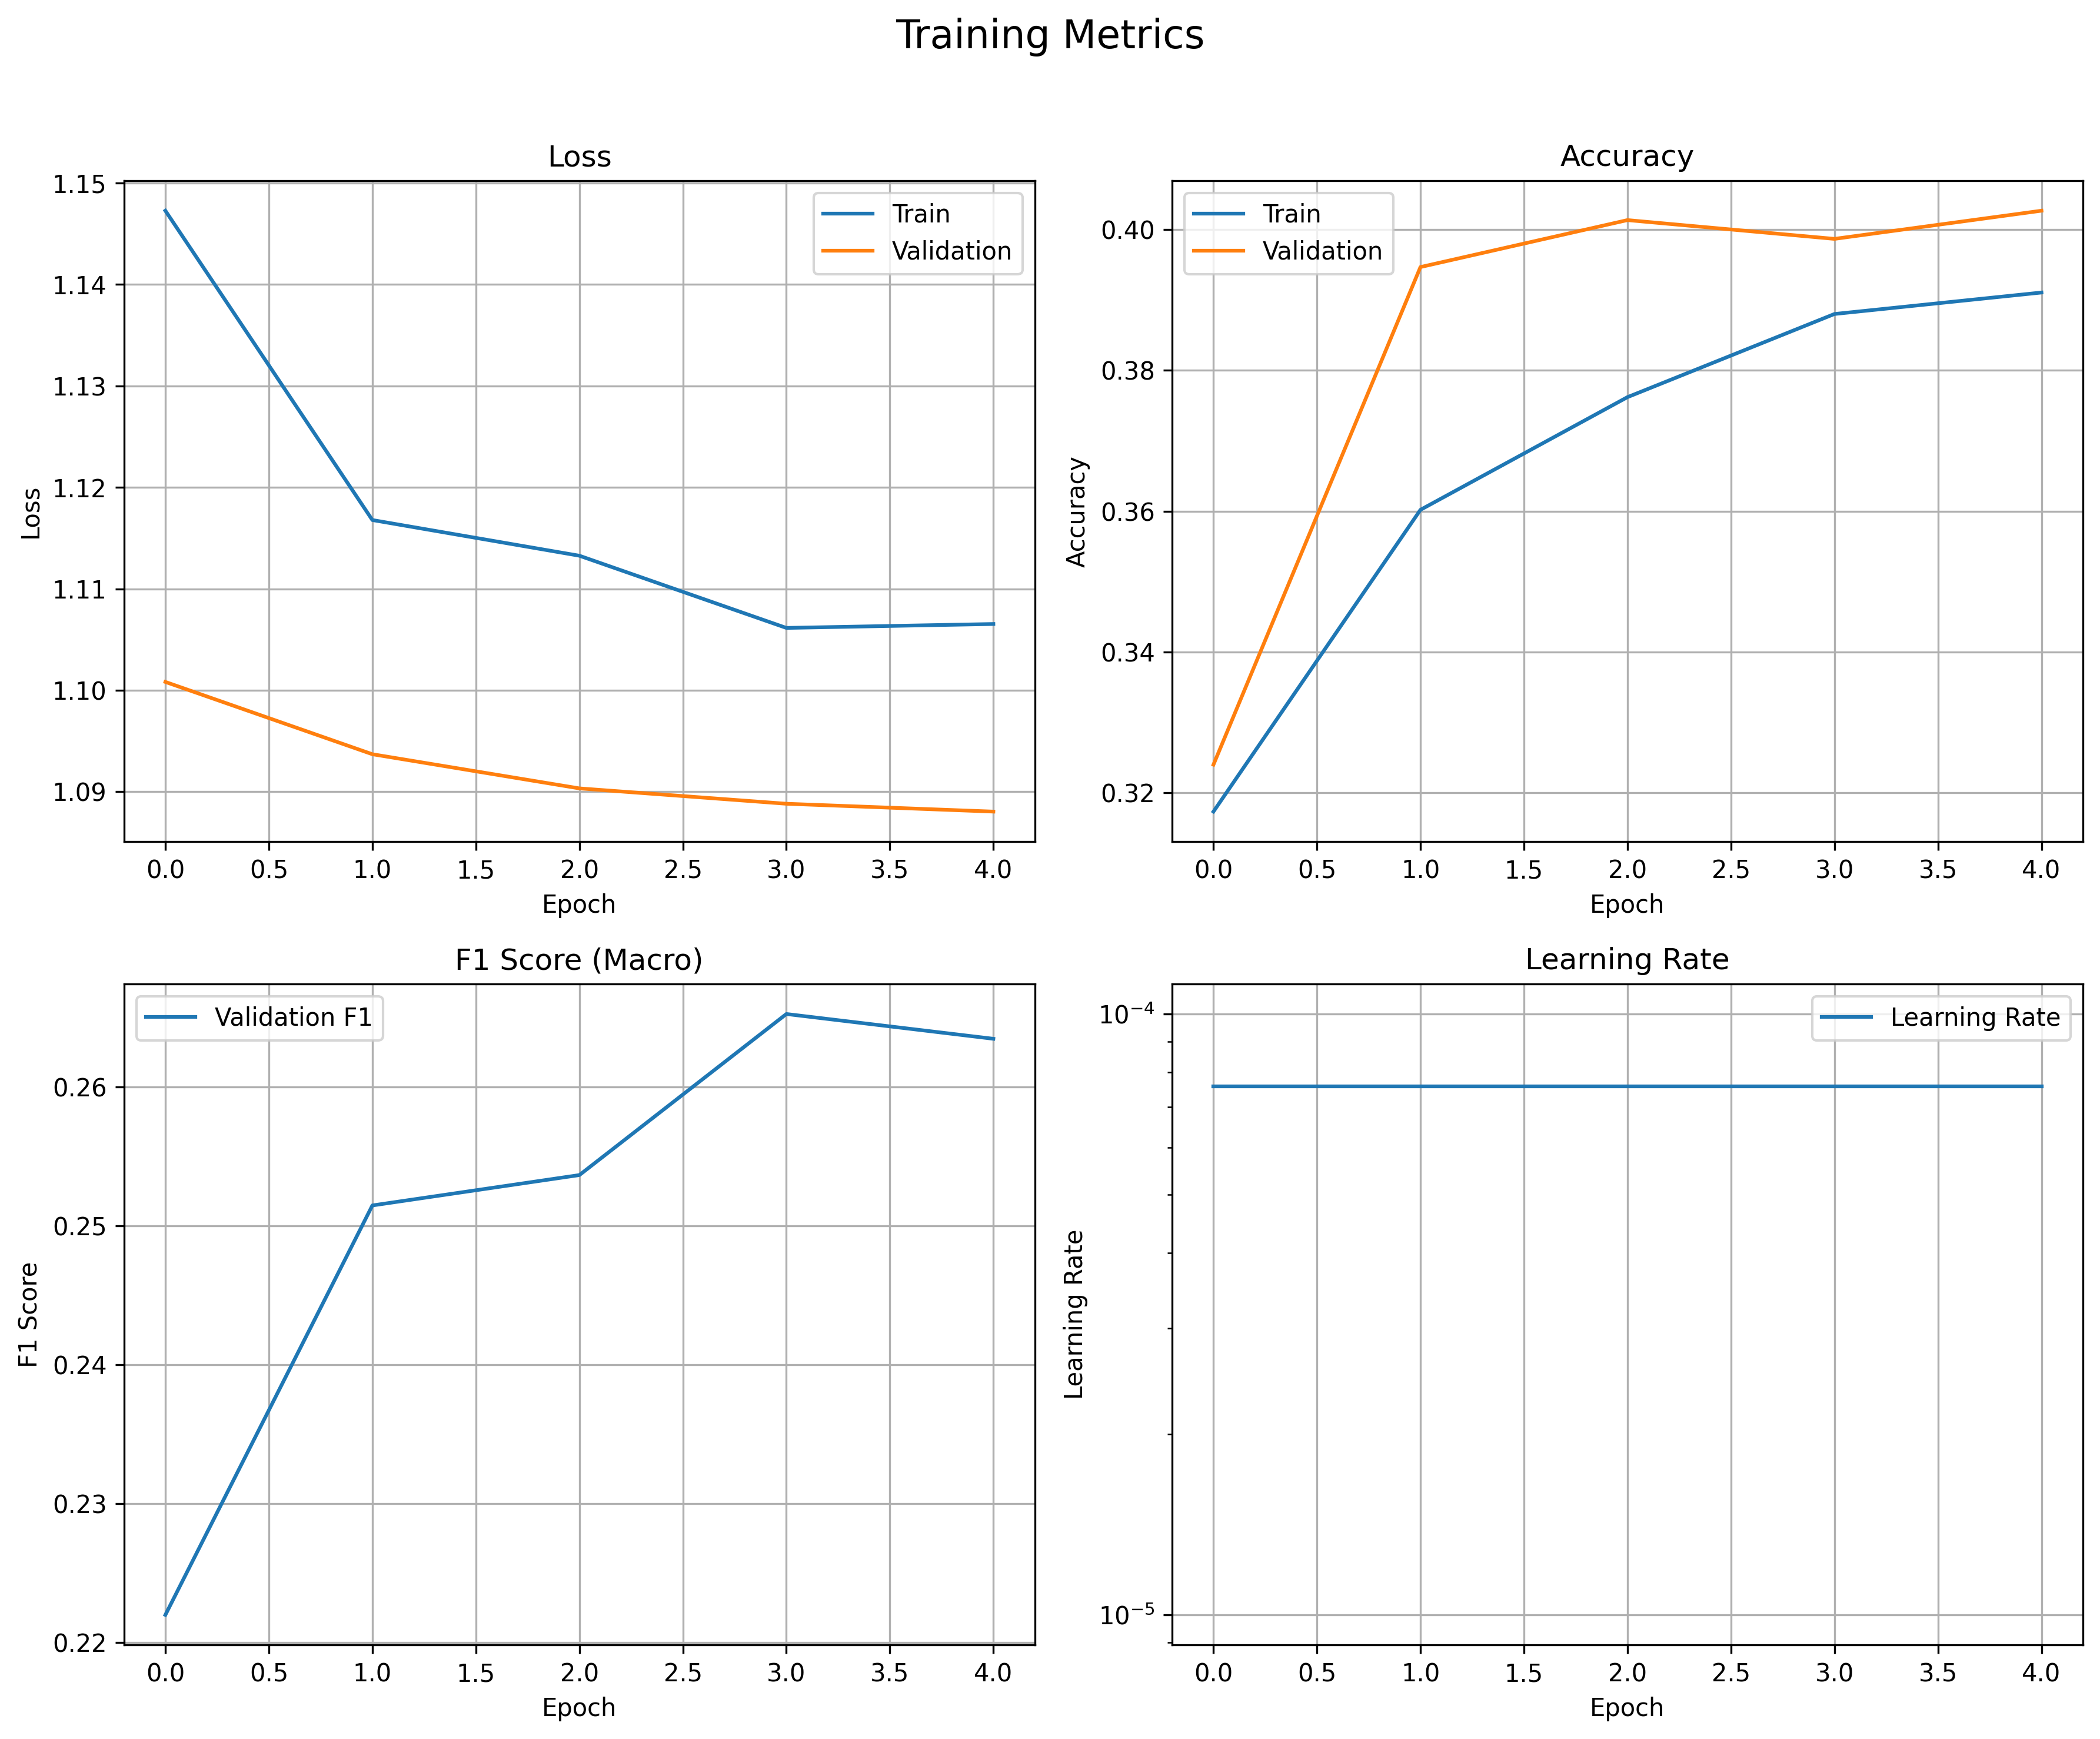 Training Metrics
Loss
Train
Validation
1.15
1.14
1.13
1.12
1.11
1.10
1.09
Loss
0.0 0.5 1.0 1.5 2.0 2.5 3.0 3.5 4.0
Epoch
Accuracy
Train
Validation
0.40
0.38
0.36
0.34
0.32
Accuracy
0.0 0.5 1.0 1.5 2.0 2.5 3.0 3.5 4.0
Epoch
F1 Score (Macro)
Validation F1
0.26
0.25
0.24
0.23
0.22
F1 Score
0.0 0.5 1.0 1.5 2.0 2.5 3.0 3.5 4.0
Epoch
Learning Rate
Learning Rate
10⁻⁴
10⁻⁵
Learning Rate
0.0 0.5 1.0 1.5 2.0 2.5 3.0 3.5 4.0
Epoch